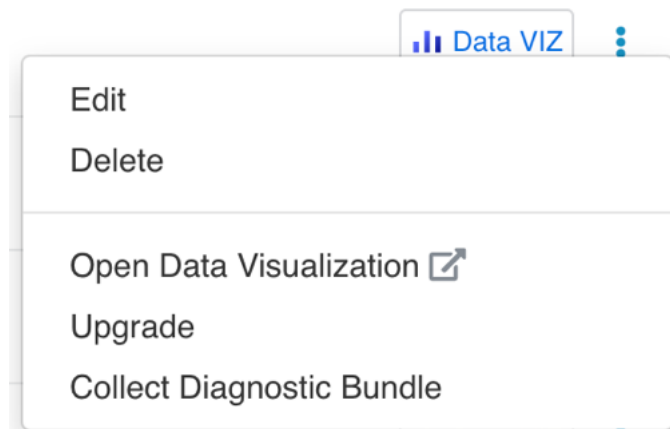 Data VIZ
Edit
Delete
Open Data Visualization
Upgrade
Collect Diagnostic Bundle